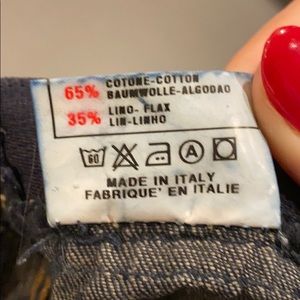 65% COTONE-COTTON
BAUMWOLLE-ALGODAO
35% LINO- FLAX
LIN-LINHO
60 A
MADE IN ITALY
FABRIQUE' EN ITALIE